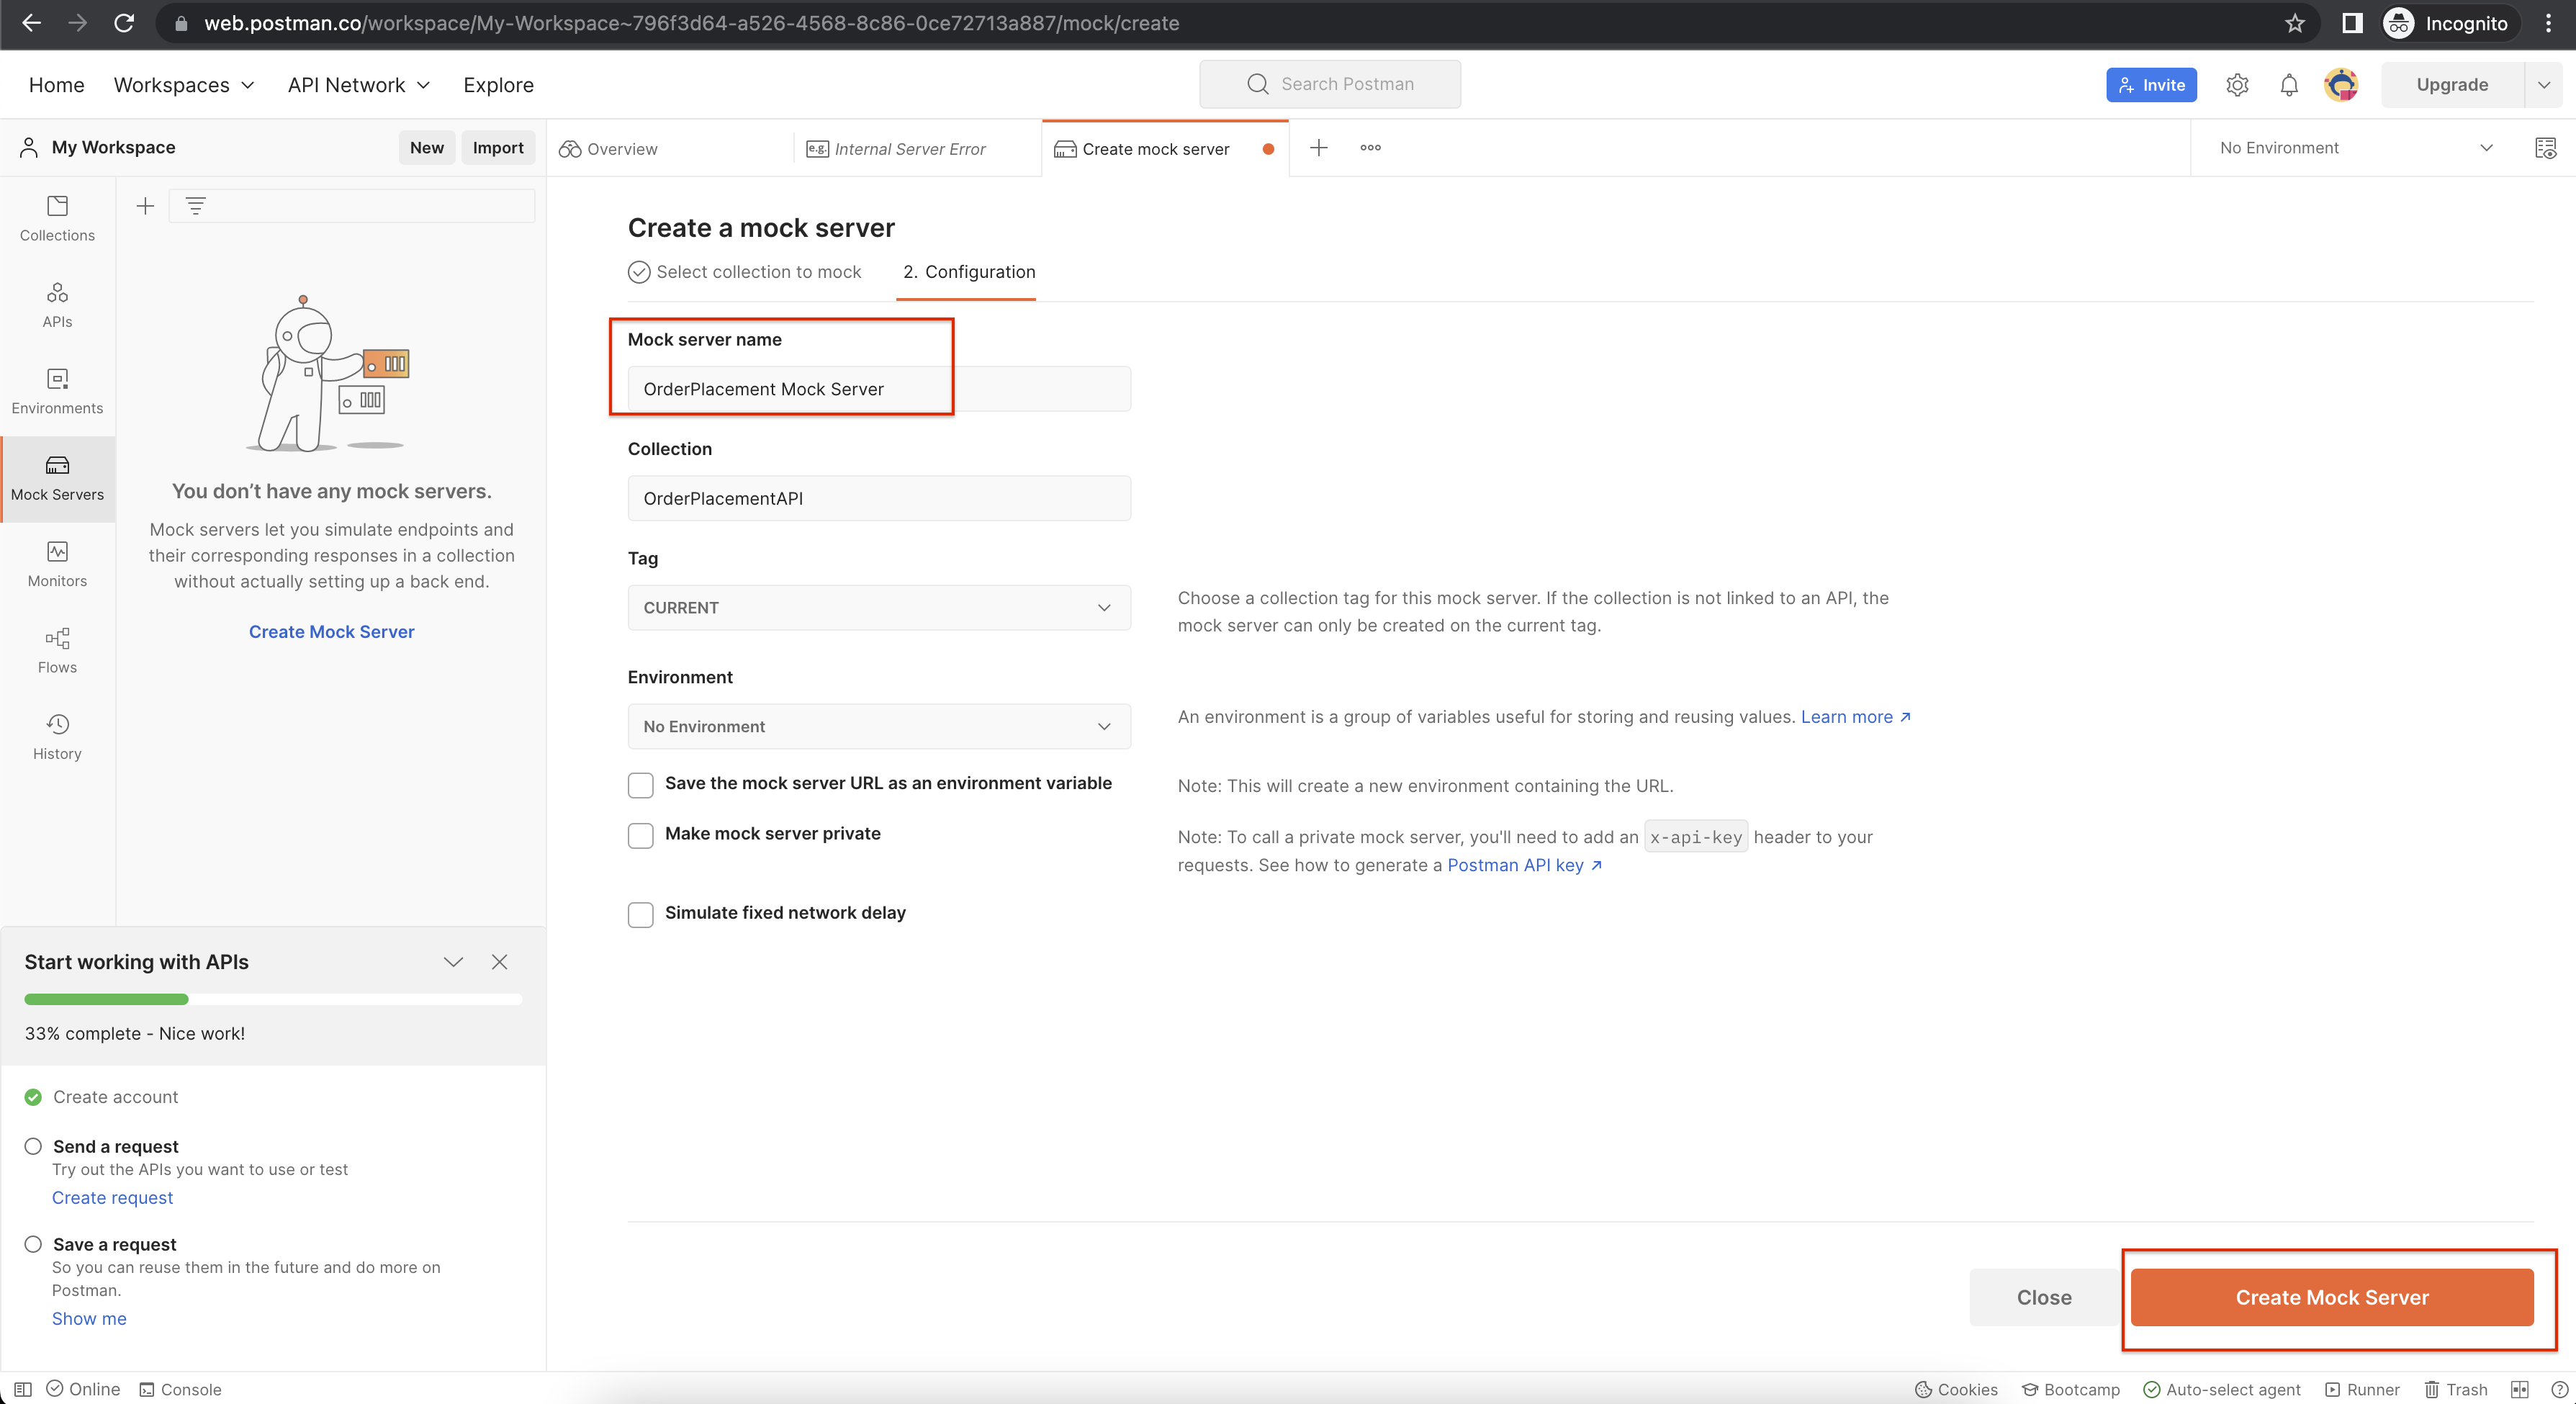 web.postman.co/workspace/My-Workspace~796f3d64-a526-4568-8c86-0ce72713a887/mock/create
Incognito
Home
Workspaces
API Network
Explore
Search Postman
Invite
Upgrade
My Workspace
New
Import
Overview
e.g.
Internal Server Error
Create mock server
No Environment
Collections
APIs
Environments
Mock Servers
Monitors
Flows
History
You don’t have any mock servers.
Mock servers let you simulate endpoints and
their corresponding responses in a collection
without actually setting up a back end.
Create Mock Server
Start working with APIs
33% complete - Nice work!
Create account
Send a request
Try out the APIs you want to use or test
Create request
Save a request
So you can reuse them in the future and do more on
Postman.
Show me
Create a mock server
Select collection to mock
2. Configuration
Mock server name
OrderPlacement Mock Server
Collection
OrderPlacementAPI
Tag
CURRENT
Choose a collection tag for this mock server. If the collection is not linked to an API, the
mock server can only be created on the current tag.
Environment
No Environment
An environment is a group of variables useful for storing and reusing values. Learn more ↗
Save the mock server URL as an environment variable
Note: This will create a new environment containing the URL.
Make mock server private
Note: To call a private mock server, you'll need to add an x-api-key header to your
requests. See how to generate a Postman API key ↗
Simulate fixed network delay
Close
Create Mock Server
Online
Console
Cookies
Bootcamp
Auto-select agent
Runner
Trash